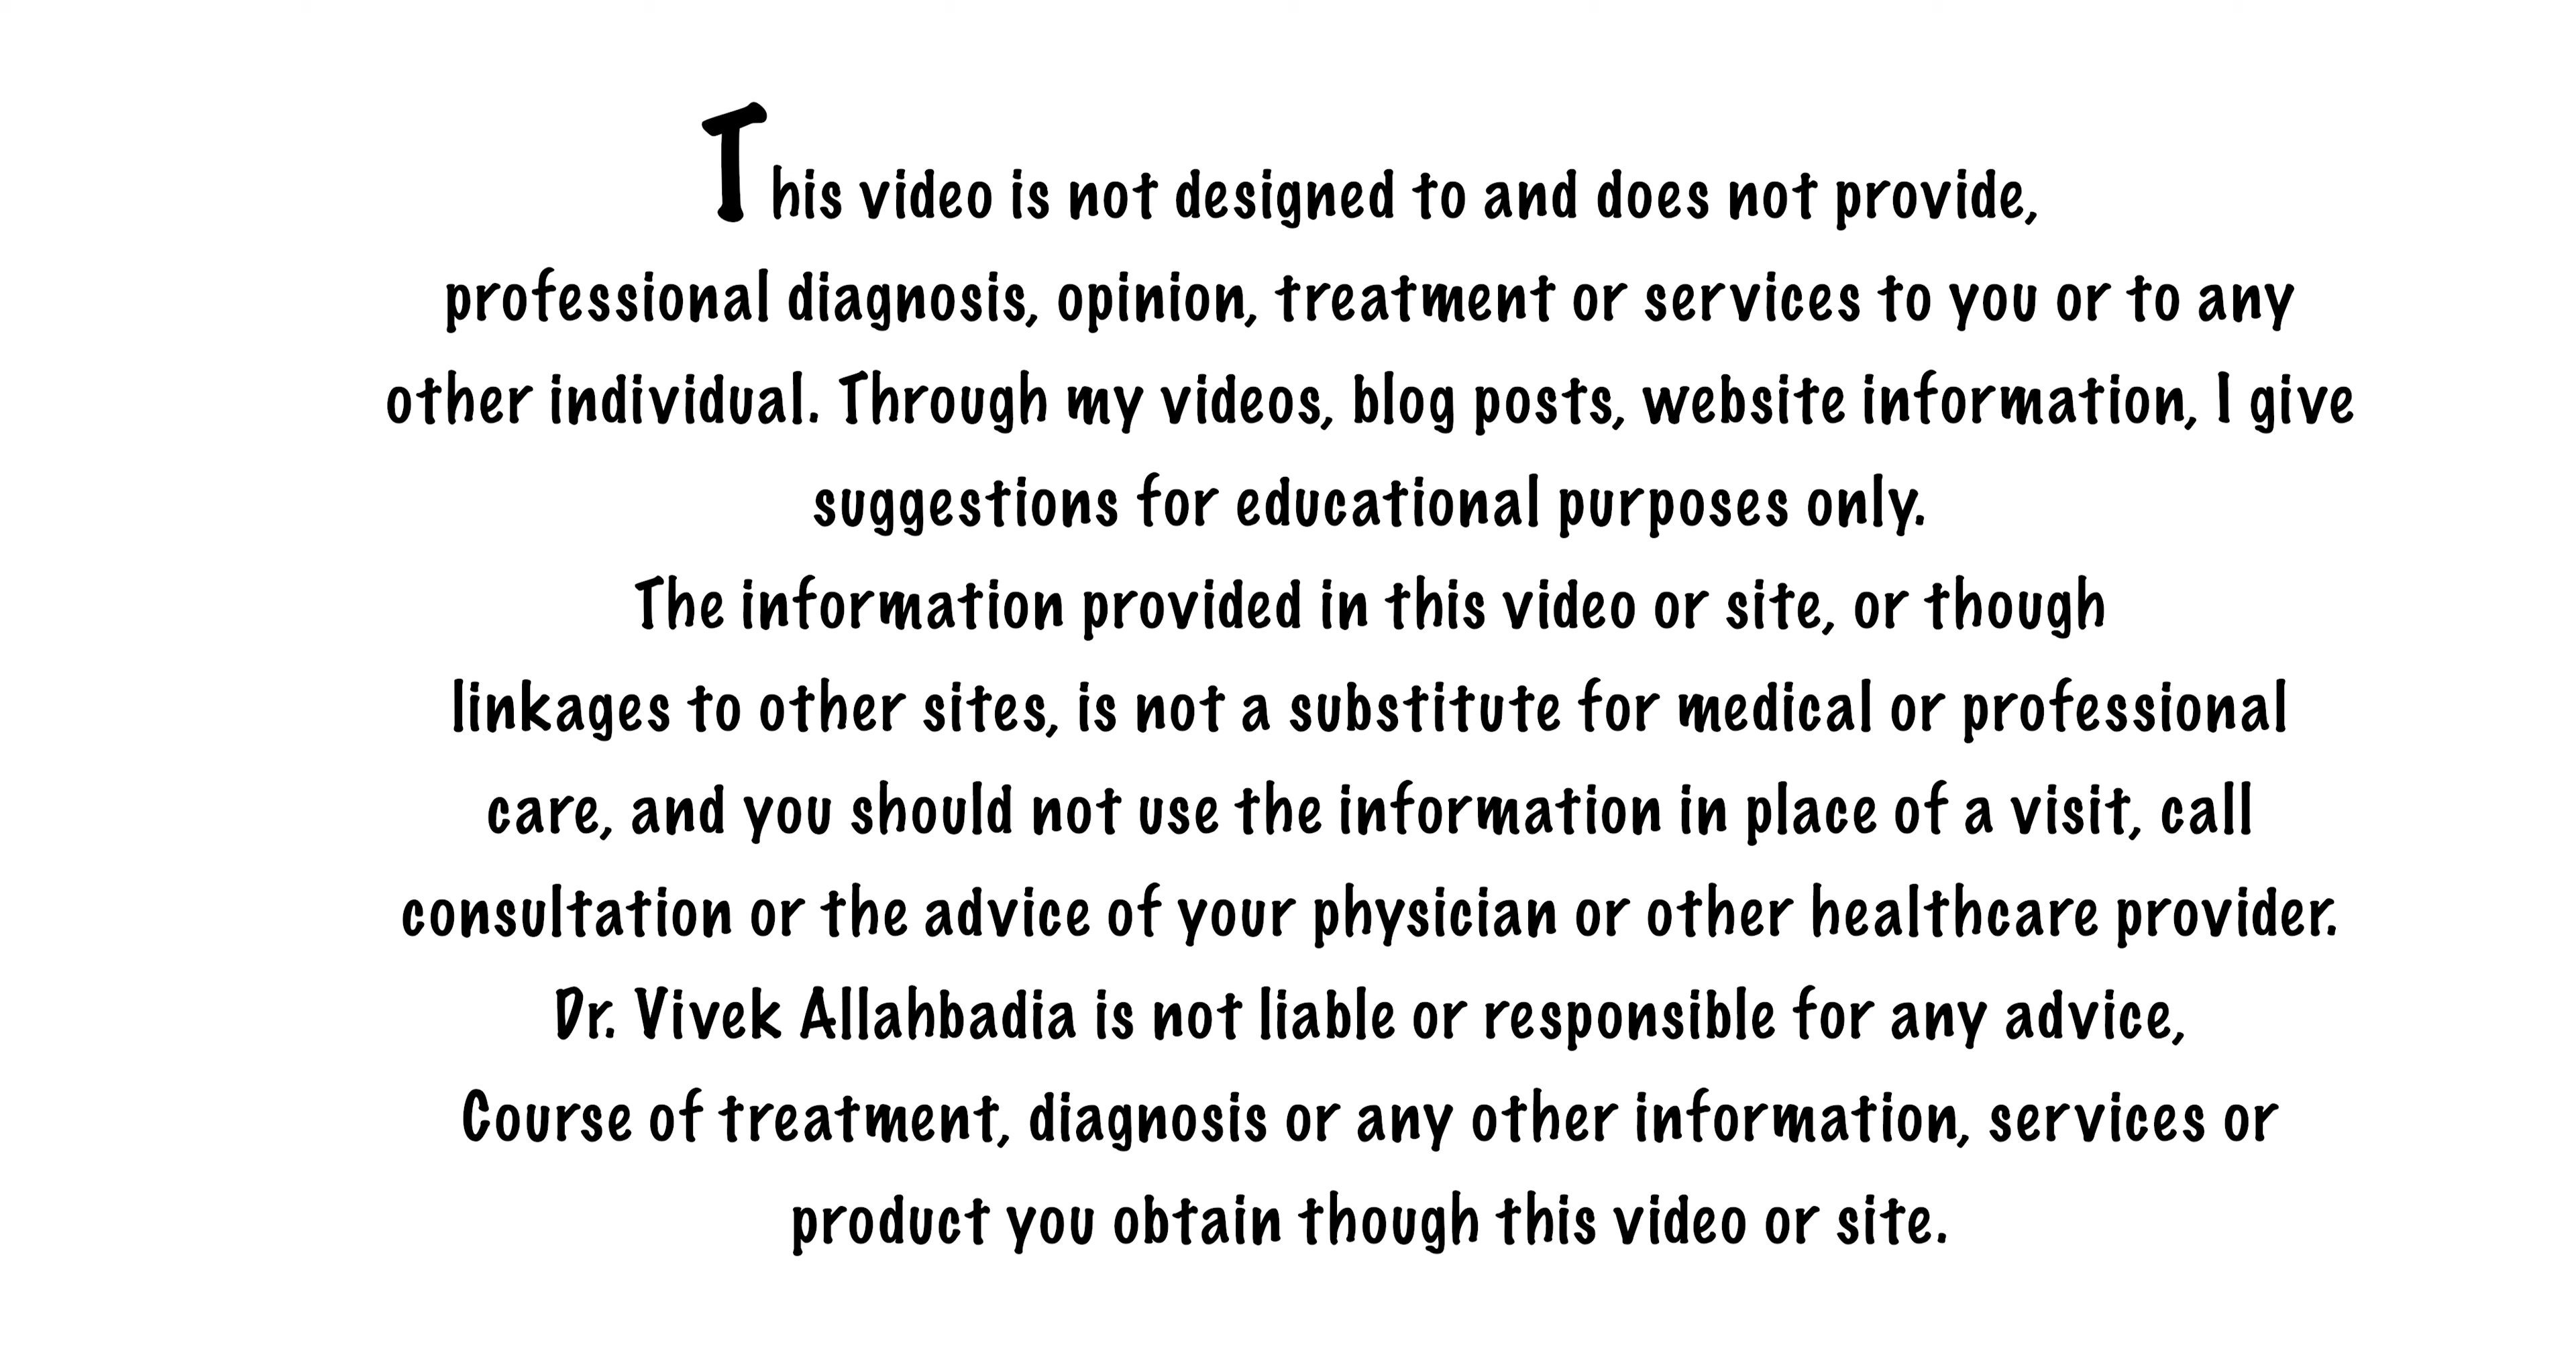 This video is not designed to and does not provide,
professional diagnosis, opinion, treatment or services to you or to any
other individual. Through my videos, blog posts, website information, I give
suggestions for educational purposes only.
The information provided in this video or site, or though
linkages to other sites, is not a substitute for medical or professional
care, and you should not use the information in place of a visit, call
consultation or the advice of your physician or other healthcare provider.
Dr. Vivek Allahbadia is not liable or responsible for any advice,
Course of treatment, diagnosis or any other information, services or
product you obtain though this video or site.